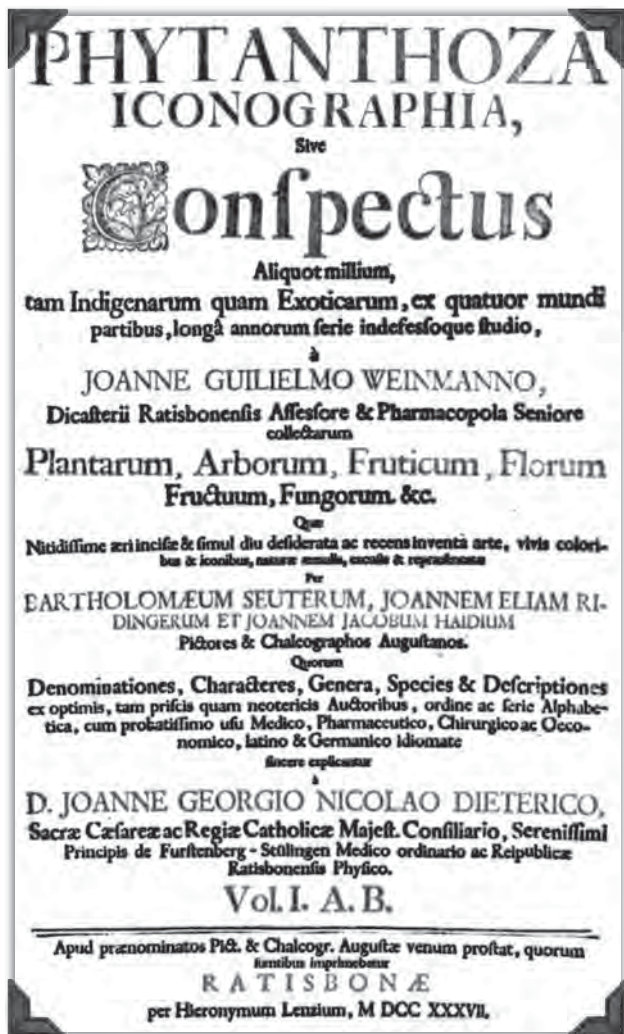 PHYTANTHOZA
ICONOGRAPHIA,
Sive
Conſpectus
Aliquot millium,
tam Indigenarum quam Exoticarum, ex quatuor mundi
partibus, longâ annorum ſerie indefeſſoque ſtudio,
à
JOANNE GUILIELMO WEINMANNO,
Dicaſterii Ratisbonenſis Aſſeſſore & Pharmacopola Seniore
collectarum
Plantarum, Arborum, Fruticum, Florum
Fructuum, Fungorum. &c.
Quæ
Nitidiſſime æri inciſæ & ſimul diu deſiderata ac recens inventâ arte, vivis colori-
bus & iconibus, naturæ æmulis, excuſæ & repræſentatæ
Per
BARTHOLOMÆUM SEUTERUM, JOANNEM ELIAM RI-
DINGERUM ET JOANNEM JACOBUM HAIDIUM
Pictores & Chalcographos Auguſtanos.
Quorum
Denominationes, Characteres, Genera, Species & Deſcriptiones
ex optimis, tam priſcis quam neotericis Auctoribus, ordine ac ſerie Alphabe-
tica, cum probatiſſimo uſu Medico, Pharmaceutico, Chirurgico ac Oeco-
nomico, latino & Germanico idiomate
ſincere explicantur
à
D. JOANNE GEORGIO NICOLAO DIETERICO,
Sacræ Cæſareæ ac Regiæ Catholicæ Majeſt. Conſiliario, Sereniſſimi
Principis de Furſtenberg-Stülingen Medico ordinario ac Reipublicæ
Ratisbonenſis Phyſico.
Vol. I. A. B.
Apud prænominatos Pict. & Chalcogr. Auguſtæ venum proſtat, quorum
ſumtibus imprimebatur
RATISBONÆ
per Hieronymum Lenzium, M DCC XXXVII.